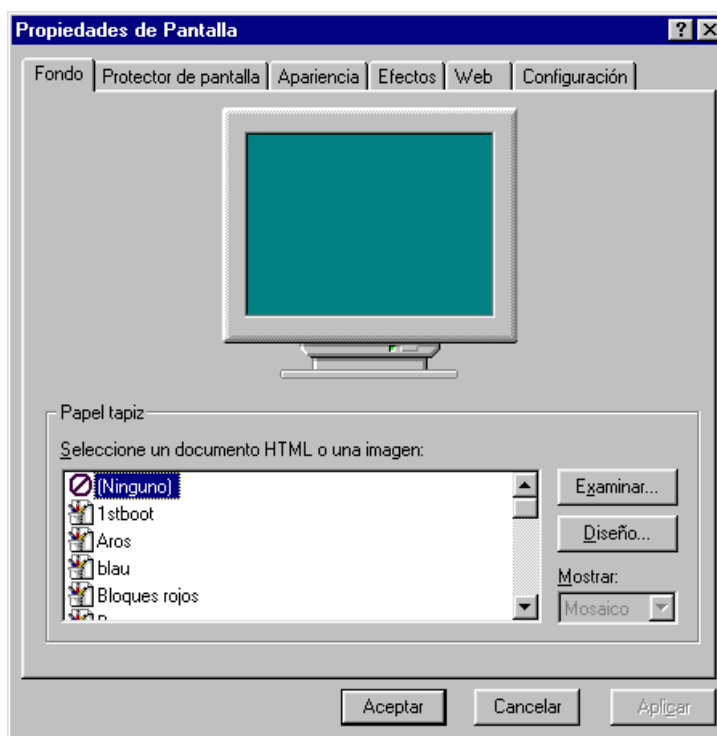 Propiedades de Pantalla
Fondo Protector de pantalla Apariencia Efectos Web Configuración
Papel tapiz
Seleccione un documento HTML o una imagen:
(Ninguno)
1stboot
Aros
blau
Bloques rojos
Examinar...
Diseño...
Mostrar:
Mosaico
Aceptar Cancelar Aplicar